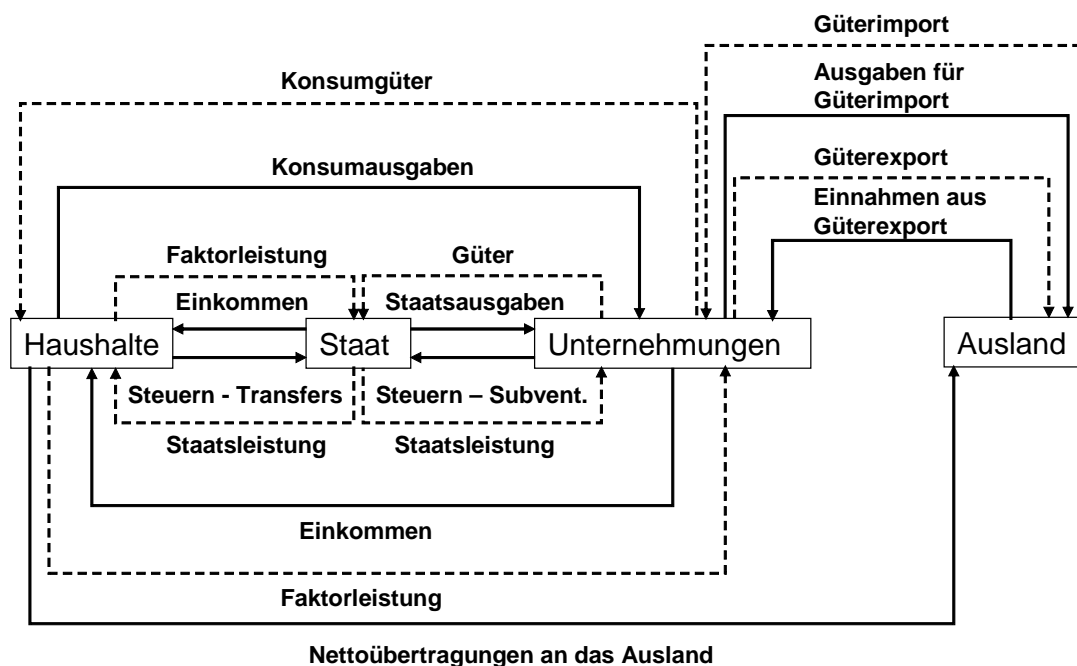 Güterimport
Konsumgüter
Ausgaben für
Güterimport
Konsumausgaben
Güterexport
Einnahmen aus
Güterexport
Faktorleistung
Güter
Einkommen
Staatsausgaben
Haushalte
Staat
Unternehmungen
Ausland
Steuern - Transfers
Steuern – Subvent.
Staatsleistung
Staatsleistung
Einkommen
Faktorleistung
Nettoübertragungen an das Ausland